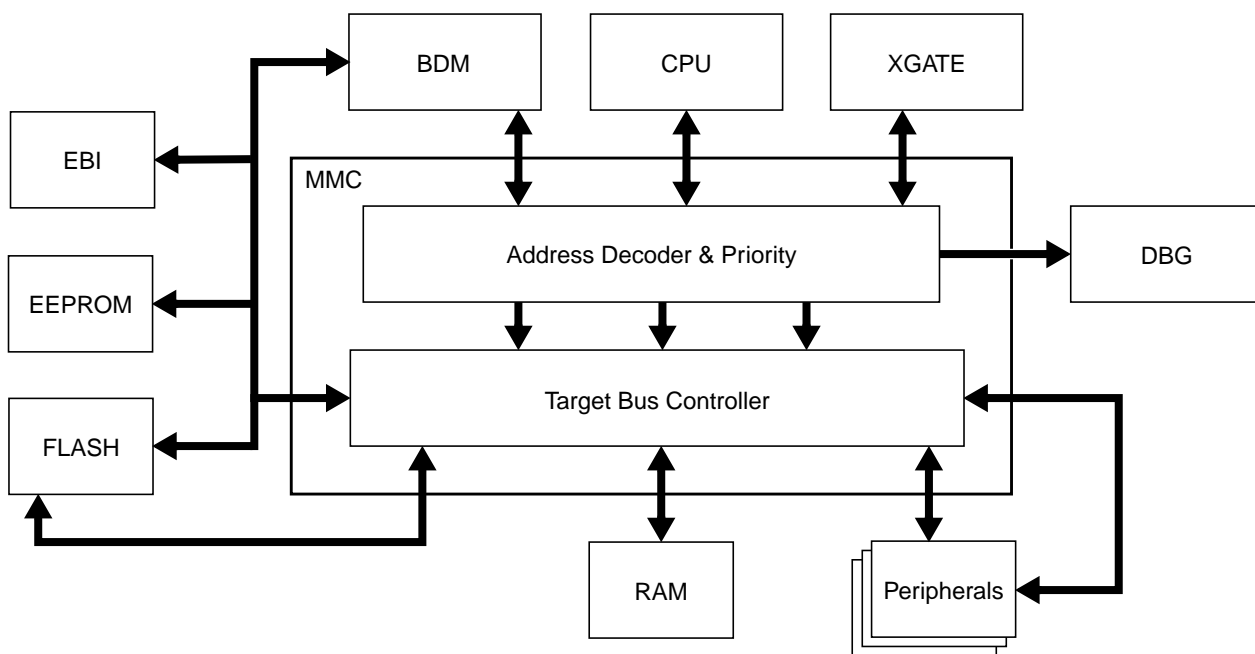 BDM
CPU
XGATE
EBI
MMC
Address Decoder & Priority
DBG
EEPROM
Target Bus Controller
FLASH
RAM
Peripherals